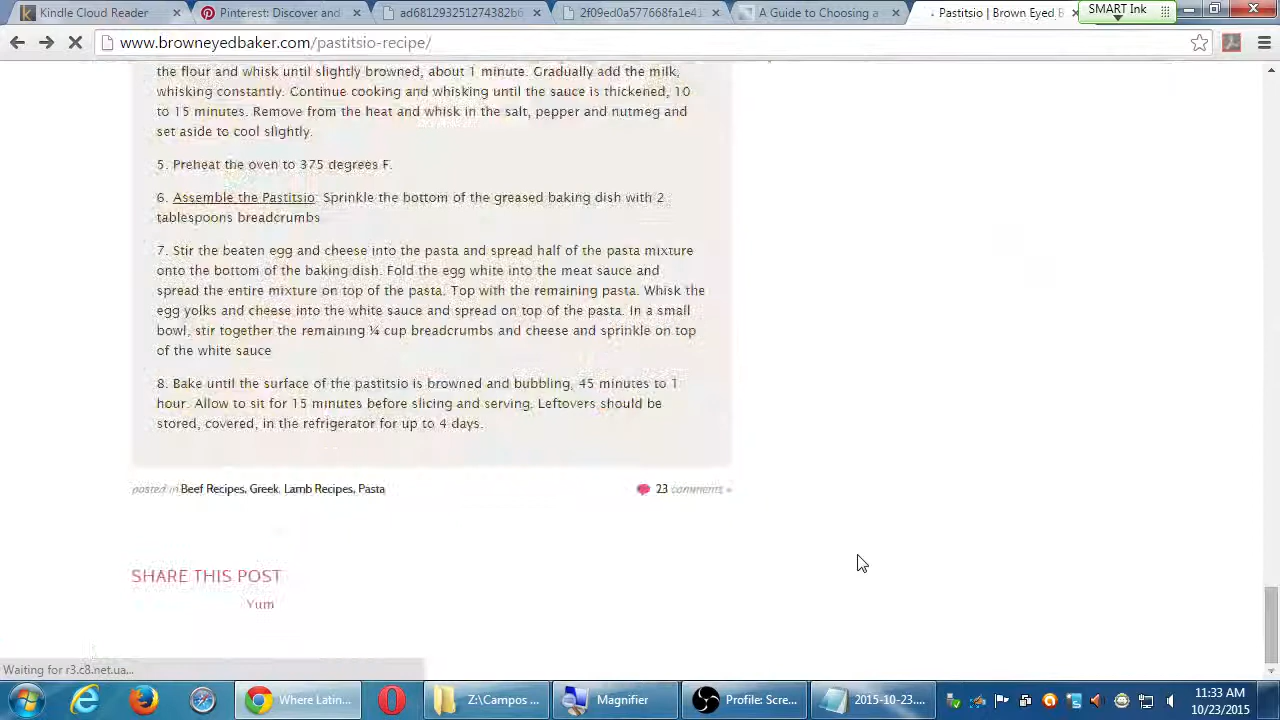 Kindle Cloud Reader
Pinterest: Discover and
ad681293251274382b6
2f09ed0a577668fa1e41
A Guide to Choosing a
Pastitsio | Brown Eyed B
SMART Ink
www.browneyedbaker.com/pastitsio-recipe/
the flour and whisk until slightly browned, about 1 minute. Gradually add the milk,
whisking constantly. Continue cooking and whisking until the sauce is thickened, 10
to 15 minutes. Remove from the heat and whisk in the salt, pepper and nutmeg and
set aside to cool slightly.
5. Preheat the oven to 375 degrees F.
6. Assemble the Pastitsio: Sprinkle the bottom of the greased baking dish with 2
tablespoons breadcrumbs
7. Stir the beaten egg and cheese into the pasta and spread half of the pasta mixture
onto the bottom of the baking dish. Fold the egg white into the meat sauce and
spread the entire mixture on top of the pasta. Top with the remaining pasta. Whisk the
egg yolks and cheese into the white sauce and spread on top of the pasta. In a small
bowl, stir together the remaining ¼ cup breadcrumbs and cheese and sprinkle on top
of the white sauce
8. Bake until the surface of the pastitsio is browned and bubbling, 45 minutes to 1
hour. Allow to sit for 15 minutes before slicing and serving. Leftovers should be
stored, covered, in the refrigerator for up to 4 days.
posted in Beef Recipes, Greek, Lamb Recipes, Pasta
23 comments »
SHARE THIS POST
Yum
Waiting for r3.c8.net.ua...
Where Latin...
Z:\Campos ...
Magnifier
Profile: Scre...
2015-10-23....
11:33 AM
10/23/2015